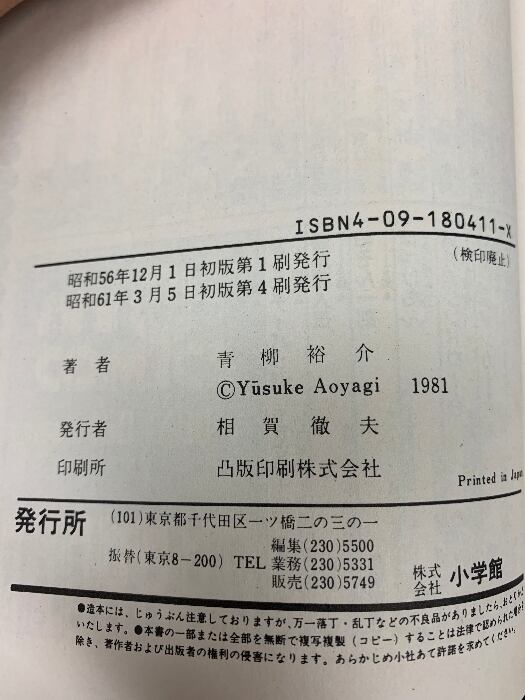 ISBN4-09-180411-X
昭和56年12月1日初版第1刷発行
(検印廃止)
昭和61年3月5日初版第4刷発行
著者 青柳裕介
©Yūsuke Aoyagi 1981
発行者 相賀徹夫
印刷所 凸版印刷株式会社
Printed in Japan
発行所 (101)東京都千代田区一ツ橋二の三の一
編集(230)5500
振替(東京8-200) TEL 業務(230)5331
販売(230)5749
株式会社 小学館
●造本には、じゅうぶん注意しておりますが、万一落丁・乱丁などの不良品がありましたら、おとりかえ
いたします。●本書の一部または全部を無断で複写複製(コピー)することは法律で認められた場合を
除き、著作者および出版者の権利の侵害になります。あらかじめ小社あて許諾を求めてください。